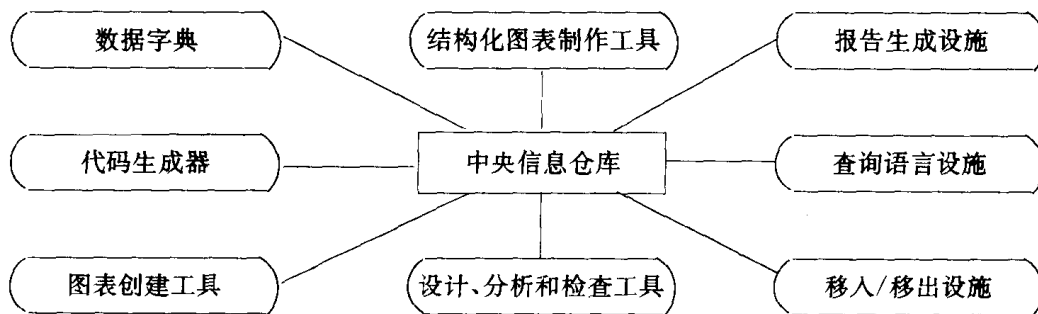 数据字典
结构化图表制作工具
报告生成设施
代码生成器
中央信息仓库
查询语言设施
图表创建工具
设计、分析和检查工具
移入/移出设施